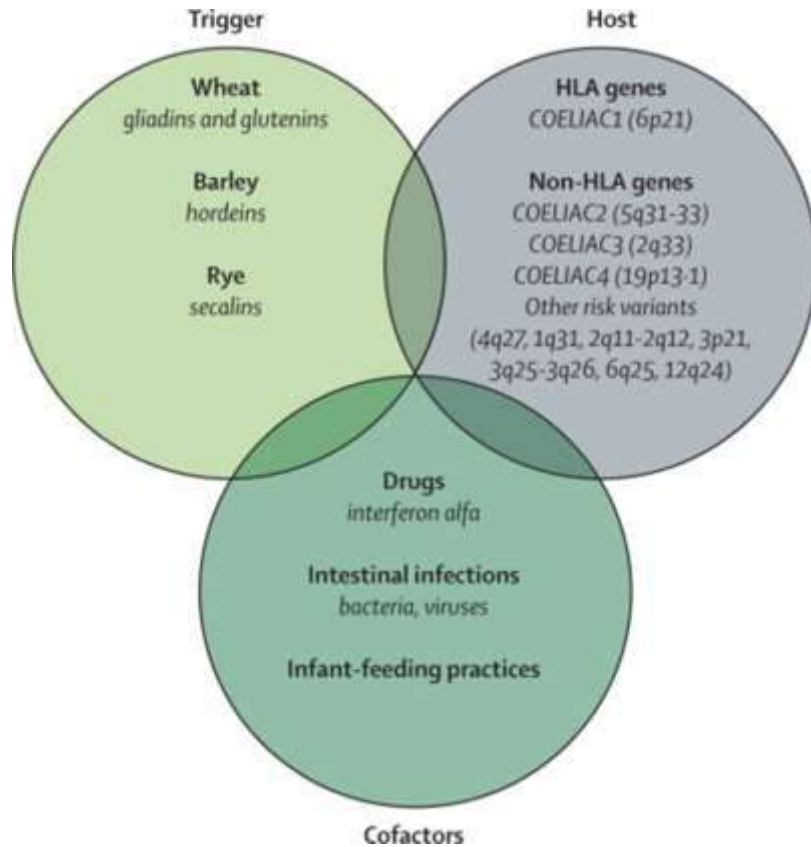 Trigger
Host
Wheat
gliadins and glutenins
Barley
hordeins
Rye
secalins
HLA genes
COELIAC1 (6p21)
Non-HLA genes
COELIAC2 (5q31-33)
COELIAC3 (2q33)
COELIAC4 (19p13·1)
Other risk variants
(4q27, 1q31, 2q11-2q12, 3p21,
3q25-3q26, 6q25, 12q24)
Drugs
interferon alfa
Intestinal infections
bacteria, viruses
Infant-feeding practices
Cofactors